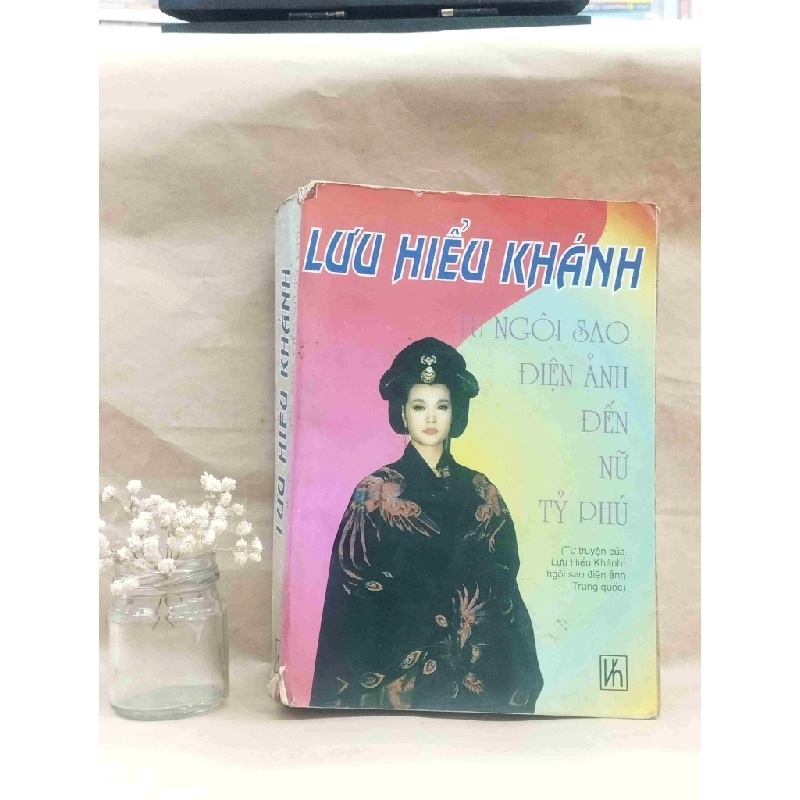 LƯU HIỂU KHÁNH
LƯU HIỂU KHÁNH
TỪ NGÔI SAO
ĐIỆN ẢNH
ĐẾN
NỮ
TỶ PHÚ
(Tự truyện của
Lưu Hiểu Khánh
ngôi sao điện ảnh
Trung quốc)
Vh